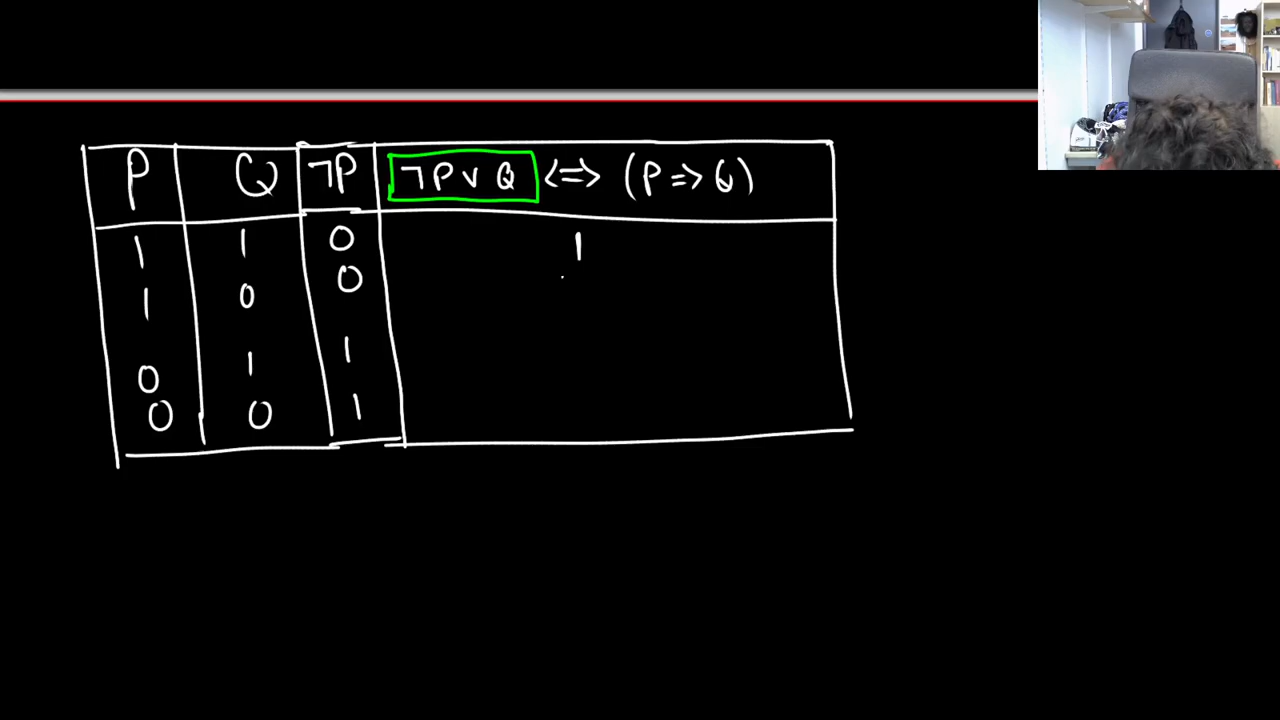 P Q ¬P ¬P ∨ Q <=> (P => Q)
1 1 0 1
1 0 0
0 1 1
0 0 1